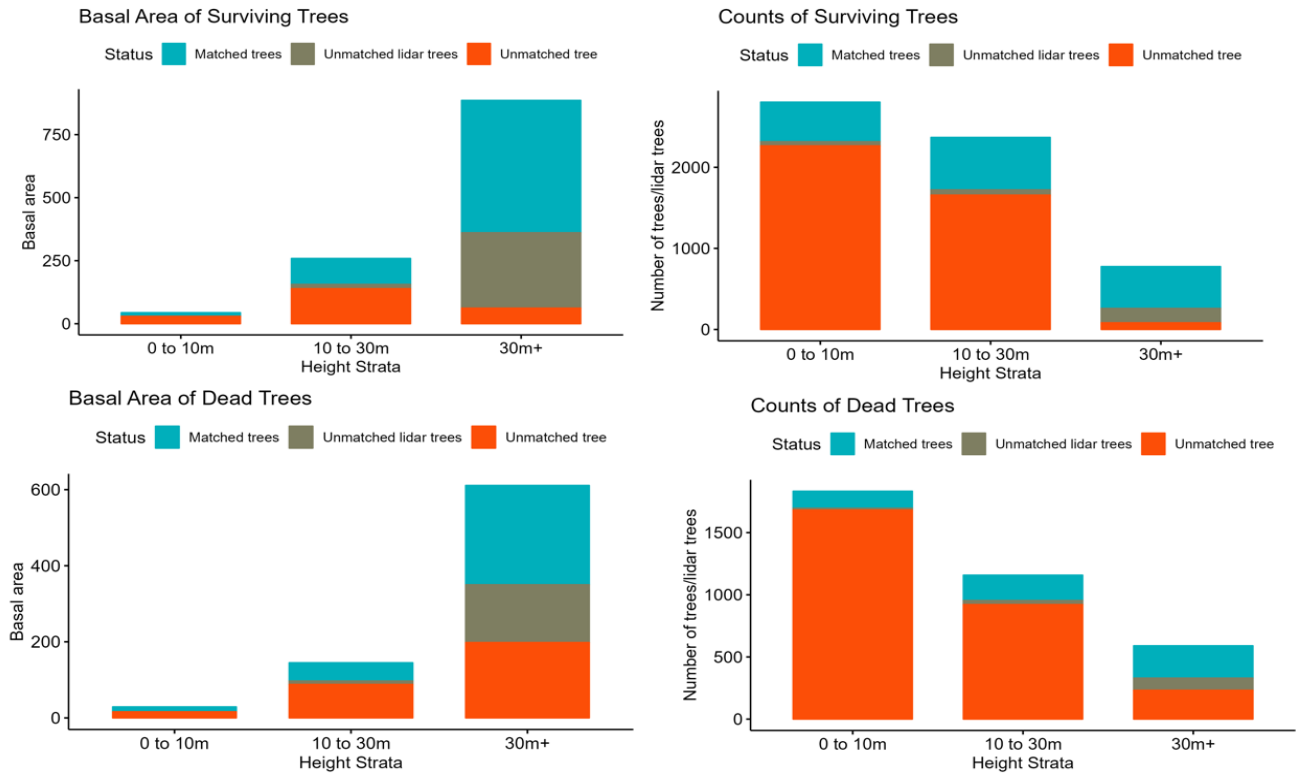 Basal Area of Surviving Trees
Status Matched trees Unmatched lidar trees Unmatched tree
Basal area
750
500
250
0
0 to 10m 10 to 30m 30m+
Height Strata
Counts of Surviving Trees
Status Matched trees Unmatched lidar trees Unmatched tree
Number of trees/lidar trees
2000
1000
0
0 to 10m 10 to 30m 30m+
Height Strata
Basal Area of Dead Trees
Status Matched trees Unmatched lidar trees Unmatched tree
Basal area
600
400
200
0
0 to 10m 10 to 30m 30m+
Height Strata
Counts of Dead Trees
Status Matched trees Unmatched lidar trees Unmatched tree
Number of trees/lidar trees
1500
1000
500
0
0 to 10m 10 to 30m 30m+
Height Strata